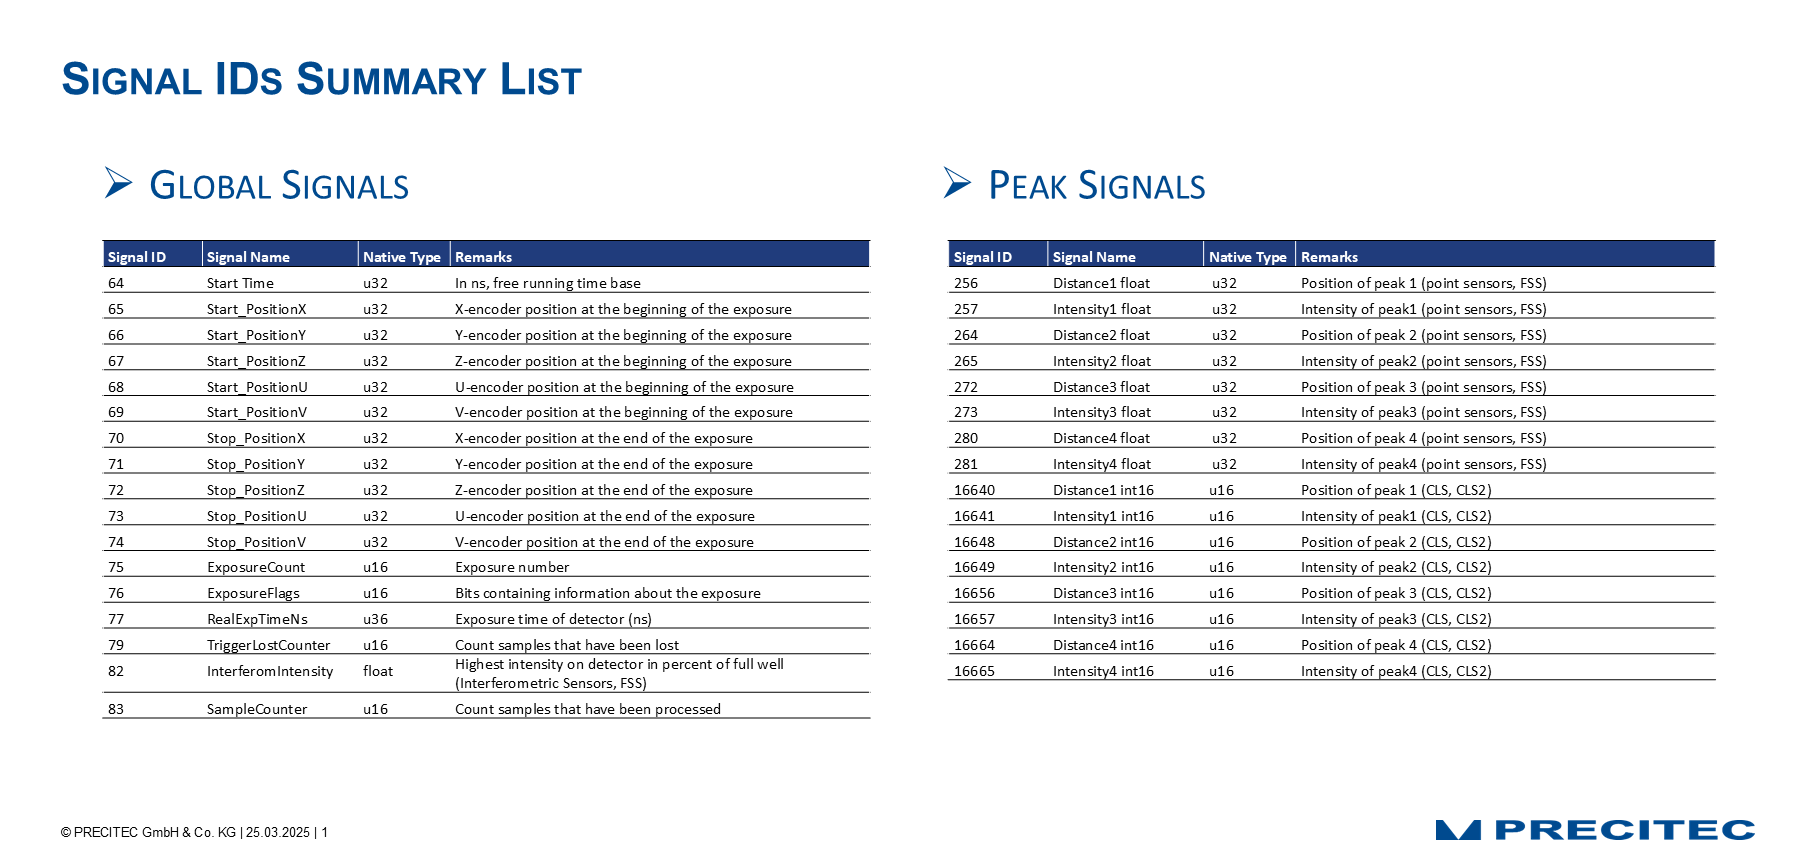 SIGNAL IDS SUMMARY LIST
GLOBAL SIGNALS
Signal ID Signal Name Native Type Remarks
64 Start Time u32 In ns, free running time base
65 Start_PositionX u32 X-encoder position at the beginning of the exposure
66 Start_PositionY u32 Y-encoder position at the beginning of the exposure
67 Start_PositionZ u32 Z-encoder position at the beginning of the exposure
68 Start_PositionU u32 U-encoder position at the beginning of the exposure
69 Start_PositionV u32 V-encoder position at the beginning of the exposure
70 Stop_PositionX u32 X-encoder position at the end of the exposure
71 Stop_PositionY u32 Y-encoder position at the end of the exposure
72 Stop_PositionZ u32 Z-encoder position at the end of the exposure
73 Stop_PositionU u32 U-encoder position at the end of the exposure
74 Stop_PositionV u32 V-encoder position at the end of the exposure
75 ExposureCount u16 Exposure number
76 ExposureFlags u16 Bits containing information about the exposure
77 RealExpTimeNs u36 Exposure time of detector (ns)
79 TriggerLostCounter u16 Count samples that have been lost
82 InterferomIntensity float Highest intensity on detector in percent of full well
(Interferometric Sensors, FSS)
83 SampleCounter u16 Count samples that have been processed
PEAK SIGNALS
Signal ID Signal Name Native Type Remarks
256 Distance1 float u32 Position of peak 1 (point sensors, FSS)
257 Intensity1 float u32 Intensity of peak1 (point sensors, FSS)
264 Distance2 float u32 Position of peak 2 (point sensors, FSS)
265 Intensity2 float u32 Intensity of peak2 (point sensors, FSS)
272 Distance3 float u32 Position of peak 3 (point sensors, FSS)
273 Intensity3 float u32 Intensity of peak3 (point sensors, FSS)
280 Distance4 float u32 Position of peak 4 (point sensors, FSS)
281 Intensity4 float u32 Intensity of peak4 (point sensors, FSS)
16640 Distance1 int16 u16 Position of peak 1 (CLS, CLS2)
16641 Intensity1 int16 u16 Intensity of peak1 (CLS, CLS2)
16648 Distance2 int16 u16 Position of peak 2 (CLS, CLS2)
16649 Intensity2 int16 u16 Intensity of peak2 (CLS, CLS2)
16656 Distance3 int16 u16 Position of peak 3 (CLS, CLS2)
16657 Intensity3 int16 u16 Intensity of peak3 (CLS, CLS2)
16664 Distance4 int16 u16 Position of peak 4 (CLS, CLS2)
16665 Intensity4 int16 u16 Intensity of peak4 (CLS, CLS2)
© PRECITEC GmbH & Co. KG | 25.03.2025 | 1
PRECITEC